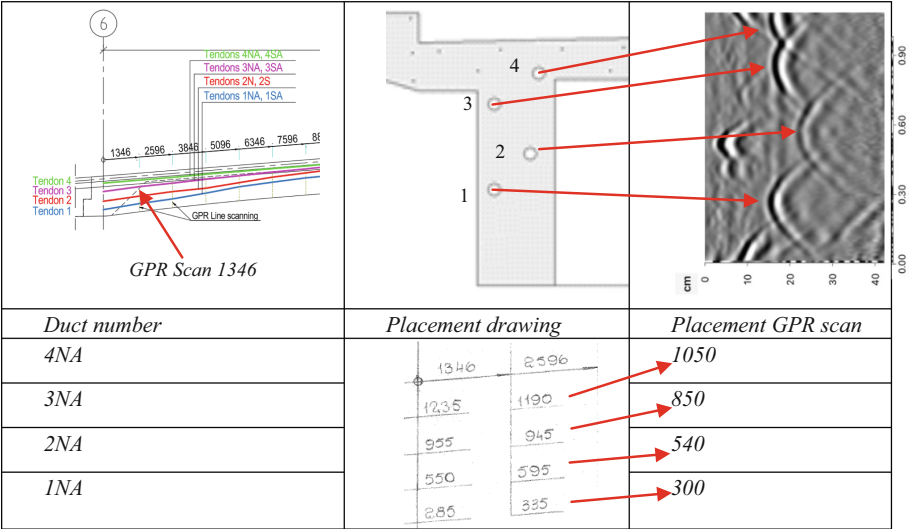 6
Tendons 4NA, 4SA
Tendons 3NA, 3SA
Tendons 2N, 2S
Tendons 1NA, 1SA
1346 2596 3846 5096 6346 7596 8
Tendon 4
Tendon 3
Tendon 2
Tendon 1
GPR Line scanning
GPR Scan 1346
4
3
2
1
0.90
0.60
0.30
0.00
cm 0 10 20 30 40
Duct number Placement drawing Placement GPR scan
4NA 1050
3NA 850
2NA 540
1NA 300
1346 2596
1235 1190
955 945
550 595
285 335